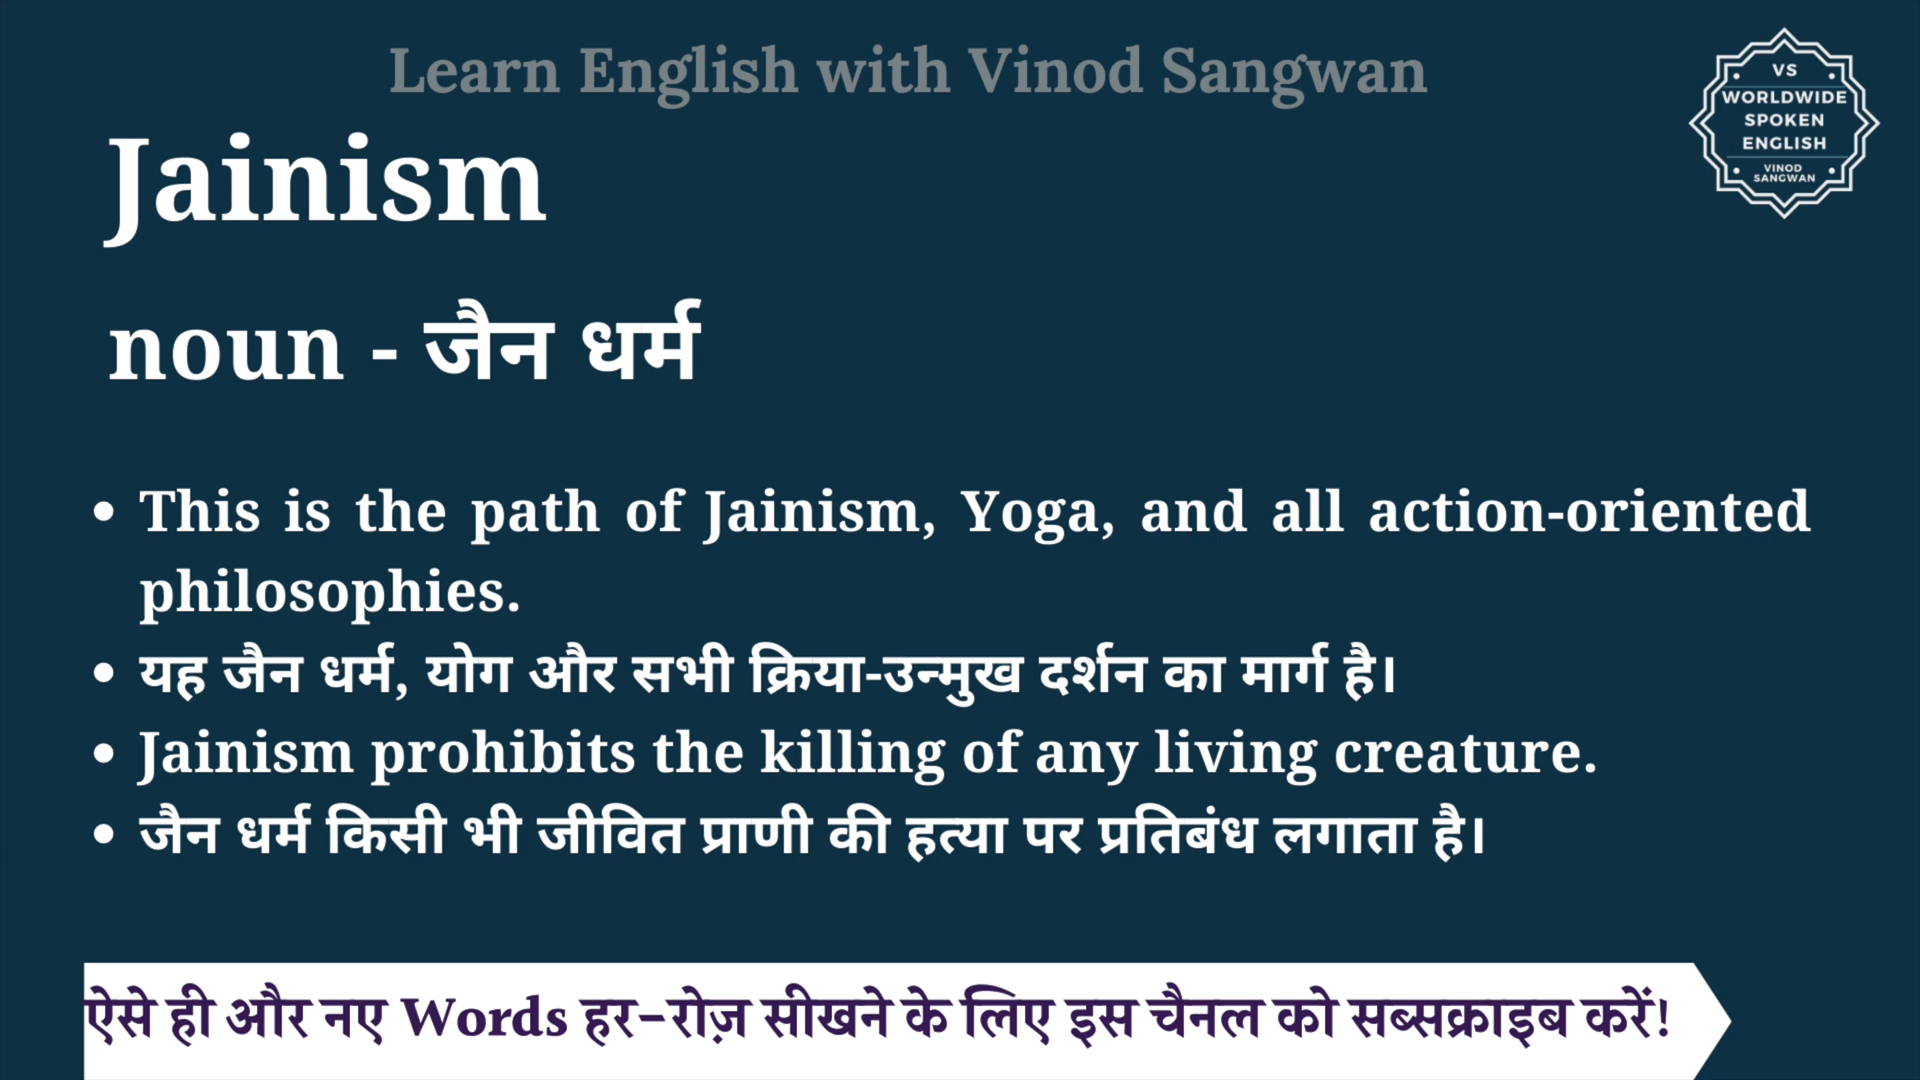 Learn English with Vinod Sangwan
VS
WORLDWIDE
SPOKEN
ENGLISH
VINOD
SANGWAN
Jainism
noun - जैन धर्म
• This is the path of Jainism, Yoga, and all action-oriented
philosophies.
• यह जैन धर्म, योग और सभी क्रिया-उन्मुख दर्शन का मार्ग है।
• Jainism prohibits the killing of any living creature.
• जैन धर्म किसी भी जीवित प्राणी की हत्या पर प्रतिबंध लगाता है।
ऐसे ही और नए Words हर-रोज़ सीखने के लिए इस चैनल को सब्सक्राइब करें!